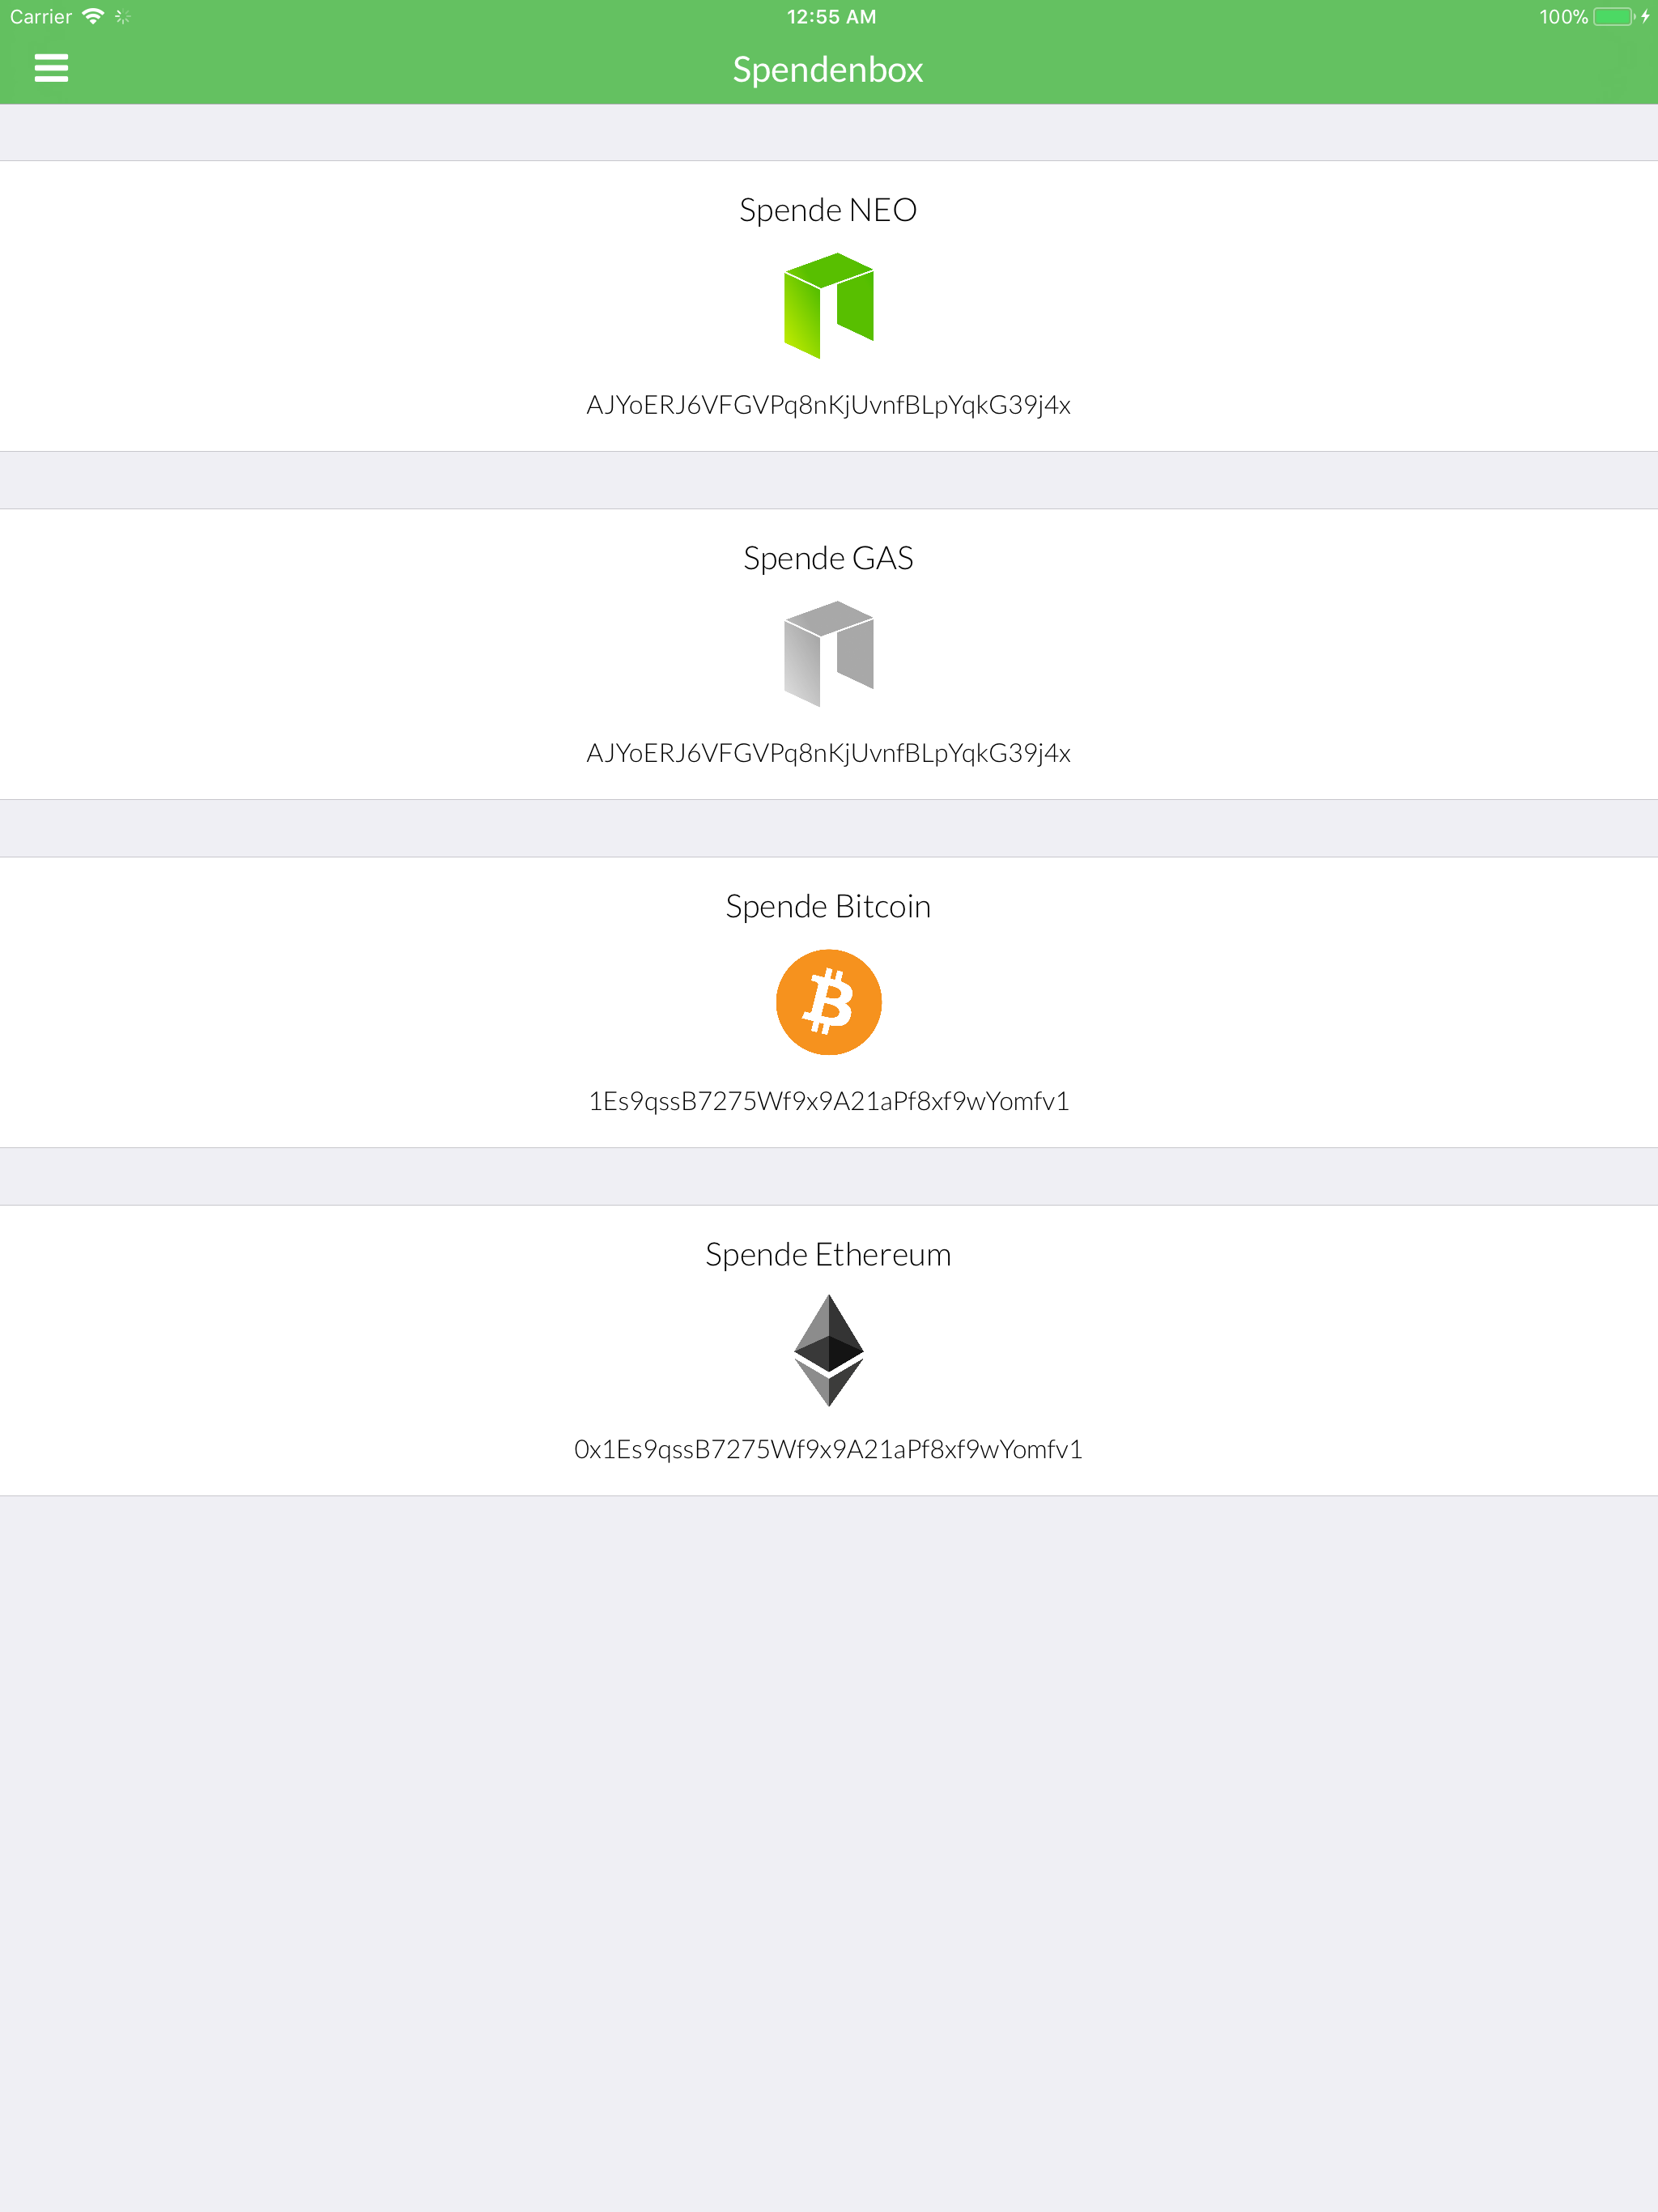 Carrier 12:55 AM 100%
Spendenbox
Spende NEO
AJYoERJ6VFGVPq8nKjUvnfBLpYqkG39j4x
Spende GAS
AJYoERJ6VFGVPq8nKjUvnfBLpYqkG39j4x
Spende Bitcoin
1Es9qssB7275Wf9x9A21aPf8xf9wYomfv1
Spende Ethereum
0x1Es9qssB7275Wf9x9A21aPf8xf9wYomfv1